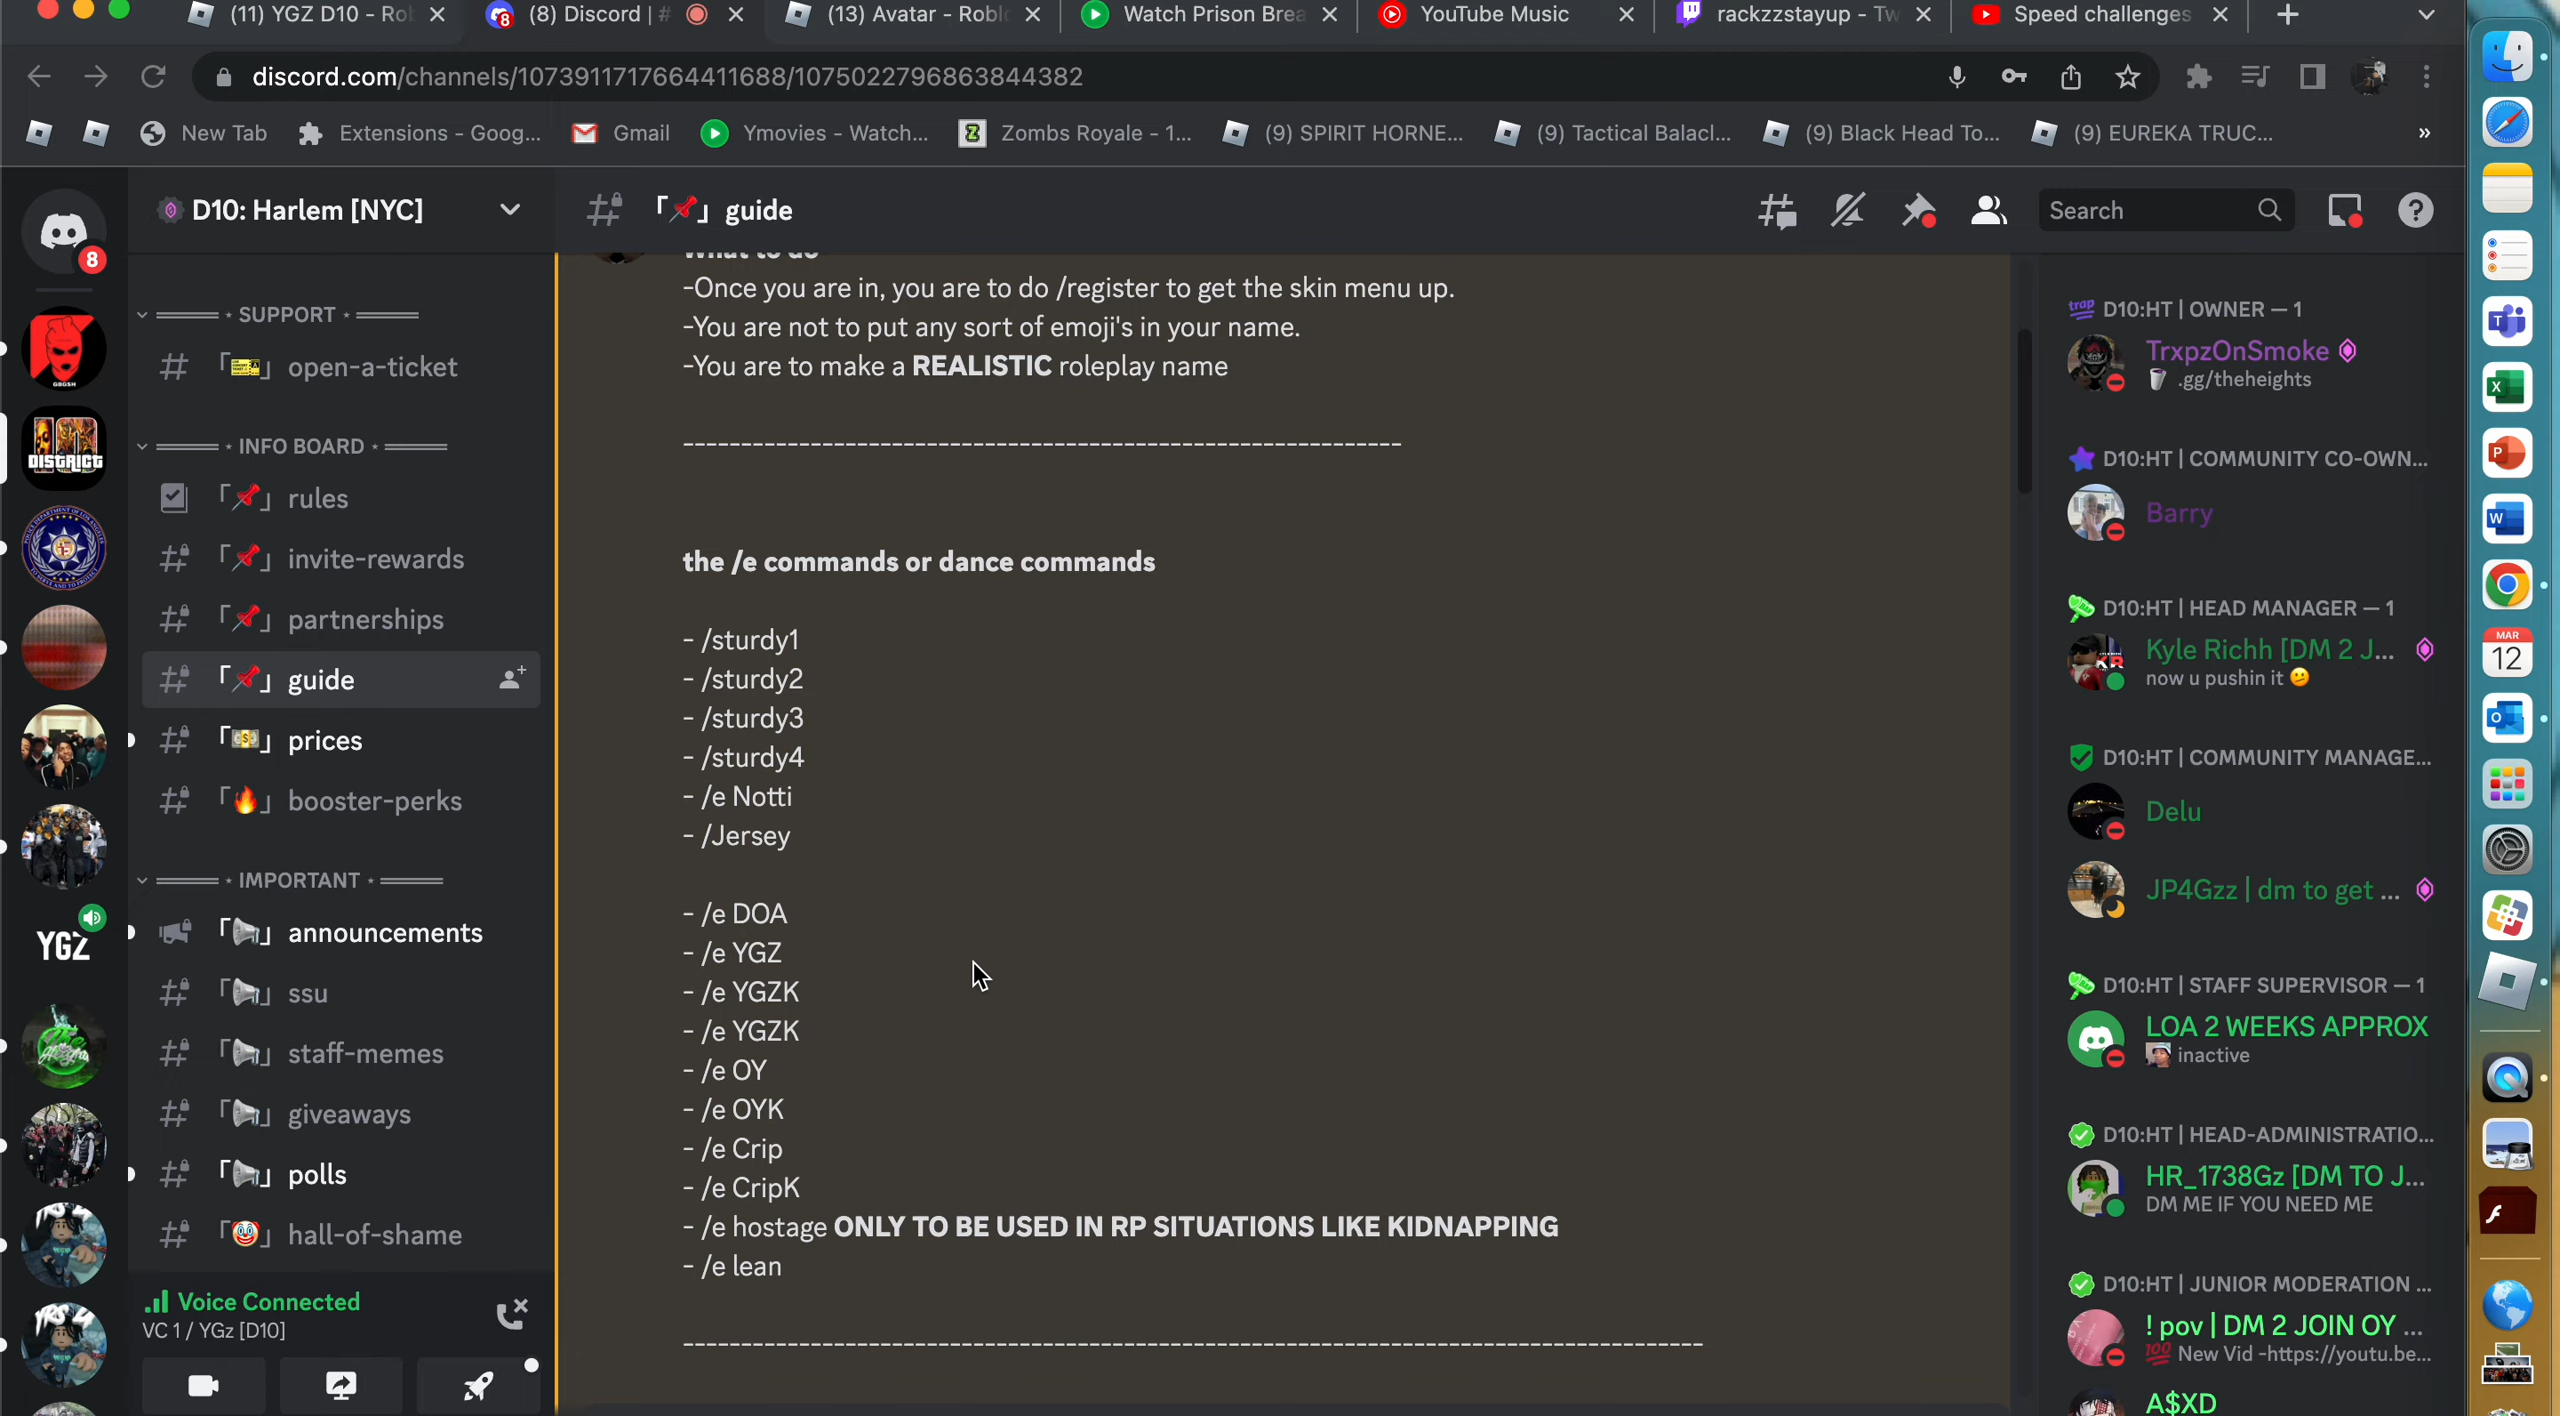 (11) YGZ D10 - Rob
(8) Discord | #
(13) Avatar - Roblo
Watch Prison Brea
YouTube Music
rackzzstayup - Tw
Speed challenges
discord.com/channels/1073911717664411688/1075022796863844382
New Tab
Extensions - Goog...
Gmail
Ymovies - Watch...
Zombs Royale - 1...
(9) SPIRIT HORNE...
(9) Tactical Balacl...
(9) Black Head To...
(9) EUREKA TRUC...
»
8
GBGSH
10 DISTRICT
YGZ
D10: Harlem [NYC]
SUPPORT
open-a-ticket
INFO BOARD
rules
invite-rewards
partnerships
guide
prices
booster-perks
IMPORTANT
announcements
ssu
staff-memes
giveaways
polls
hall-of-shame
Voice Connected
VC 1 / YGz [D10]
「📌」 guide
Search
What to do
-Once you are in, you are to do /register to get the skin menu up.
-You are not to put any sort of emoji's in your name.
-You are to make a REALISTIC roleplay name
--------------------------------------------------------------
the /e commands or dance commands
- /sturdy1
- /sturdy2
- /sturdy3
- /sturdy4
- /e Notti
- /Jersey
- /e DOA
- /e YGZ
- /e YGZK
- /e YGZK
- /e OY
- /e OYK
- /e Crip
- /e CripK
- /e hostage ONLY TO BE USED IN RP SITUATIONS LIKE KIDNAPPING
- /e lean
----------------------------------------------------------------------------------------
trap D10:HT | OWNER — 1
TrxpzOnSmoke
.gg/theheights
D10:HT | COMMUNITY CO-OWN...
Barry
D10:HT | HEAD MANAGER — 1
Kyle Richh [DM 2 J...
now u pushin it 🫤
D10:HT | COMMUNITY MANAGE...
Delu
JP4Gzz | dm to get ...
D10:HT | STAFF SUPERVISOR — 1
LOA 2 WEEKS APPROX
inactive
D10:HT | HEAD-ADMINISTRATIO...
HR_1738Gz [DM TO J...
DM ME IF YOU NEED ME
D10:HT | JUNIOR MODERATION ...
! pov | DM 2 JOIN OY ...
💯 New Vid -https://youtu.be...
A$XD
MAR
12